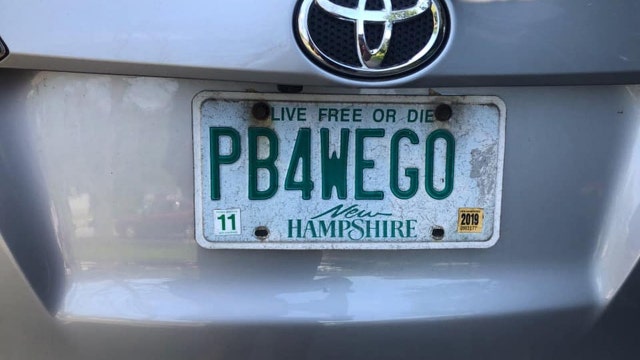 LIVE FREE OR DIE
PB4WEGO
11
New
2019
HAMPSHIRE